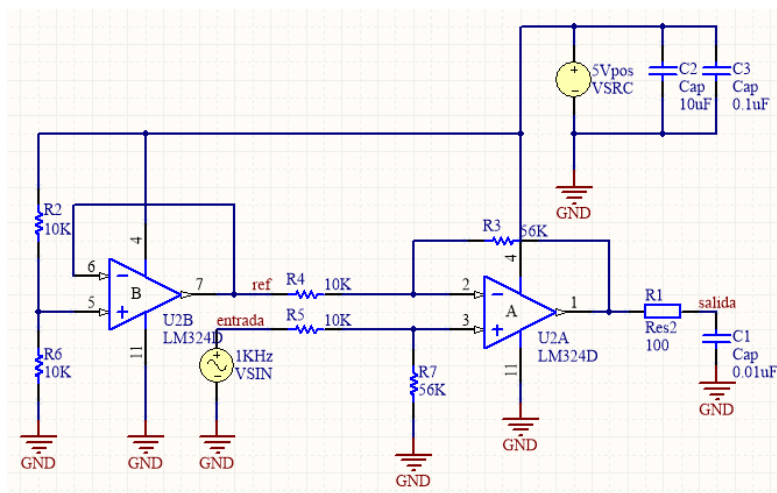 5Vpos
VSRC
C2
Cap
10uF
C3
Cap
0.1uF
GND
R2
10K
4
6
5
B
7
11
U2B
LM324D
R6
10K
GND
GND
ref
R4
10K
entrada
R5
10K
1KHz
VSIN
GND
R3
56K
4
2
3
A
1
11
U2A
LM324D
R7
56K
GND
GND
R1
Res2
100
salida
C1
Cap
0.01uF
GND